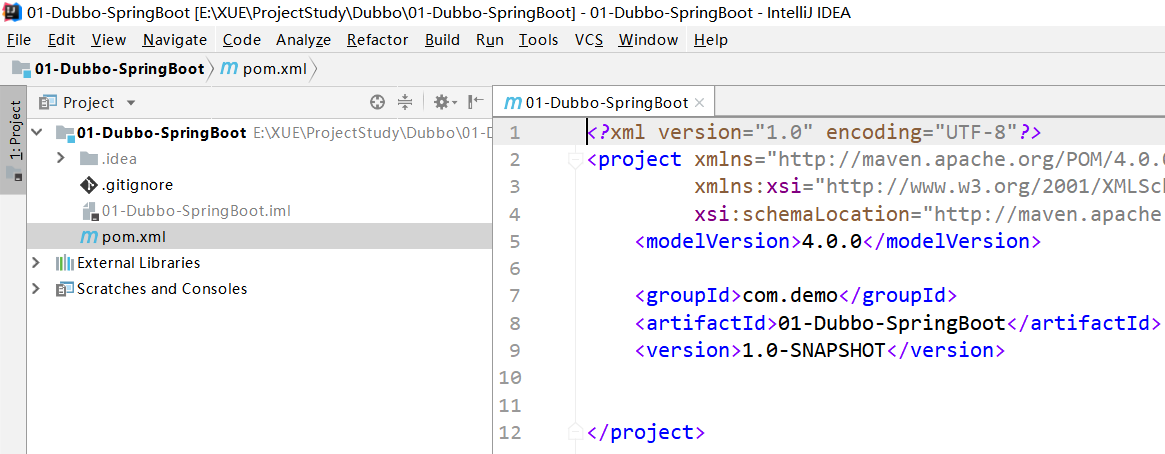 01-Dubbo-SpringBoot [E:\XUE\ProjectStudy\Dubbo\01-Dubbo-SpringBoot] - 01-Dubbo-SpringBoot - IntelliJ IDEA
File Edit View Navigate Code Analyze Refactor Build Run Tools VCS Window Help
01-Dubbo-SpringBoot m pom.xml
1: Project
Project
01-Dubbo-SpringBoot E:\XUE\ProjectStudy\Dubbo\01-D
.idea
.gitignore
01-Dubbo-SpringBoot.iml
m pom.xml
External Libraries
Scratches and Consoles
m 01-Dubbo-SpringBoot ×
1 <?xml version="1.0" encoding="UTF-8"?>
2 <project xmlns="http://maven.apache.org/POM/4.0.0
3 xmlns:xsi="http://www.w3.org/2001/XMLSch
4 xsi:schemaLocation="http://maven.apache
5 <modelVersion>4.0.0</modelVersion>
6
7 <groupId>com.demo</groupId>
8 <artifactId>01-Dubbo-SpringBoot</artifactId>
9 <version>1.0-SNAPSHOT</version>
10
11
12 </project>